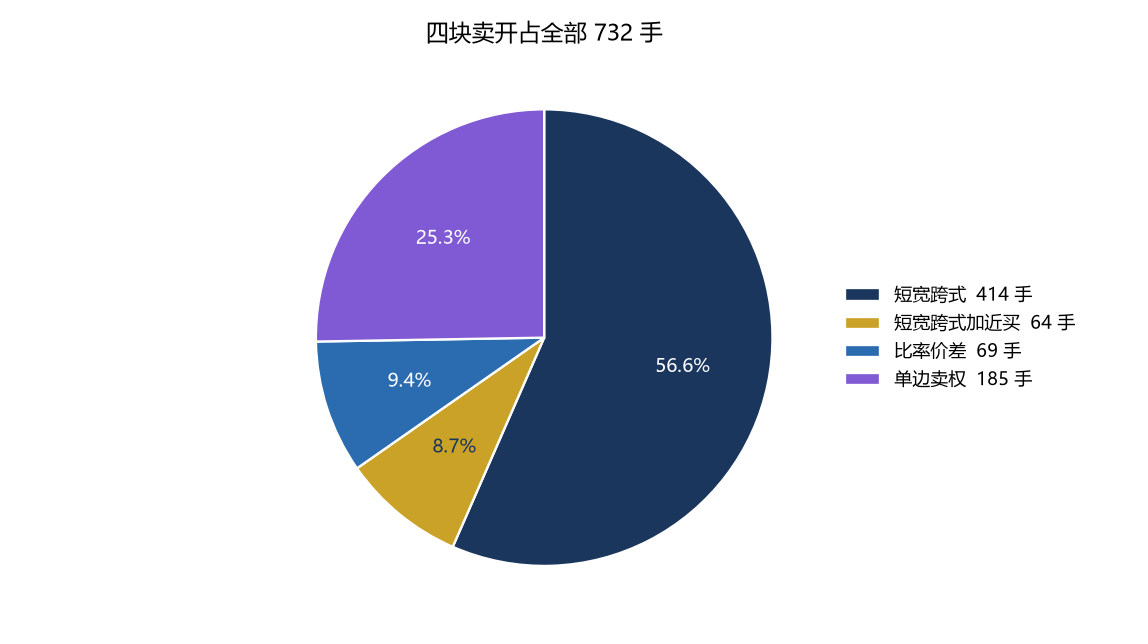 四块卖开占全部 732 手
25.3%
56.6%
9.4%
8.7%
短宽跨式 414 手
短宽跨式加近买 64 手
比率价差 69 手
单边卖权 185 手